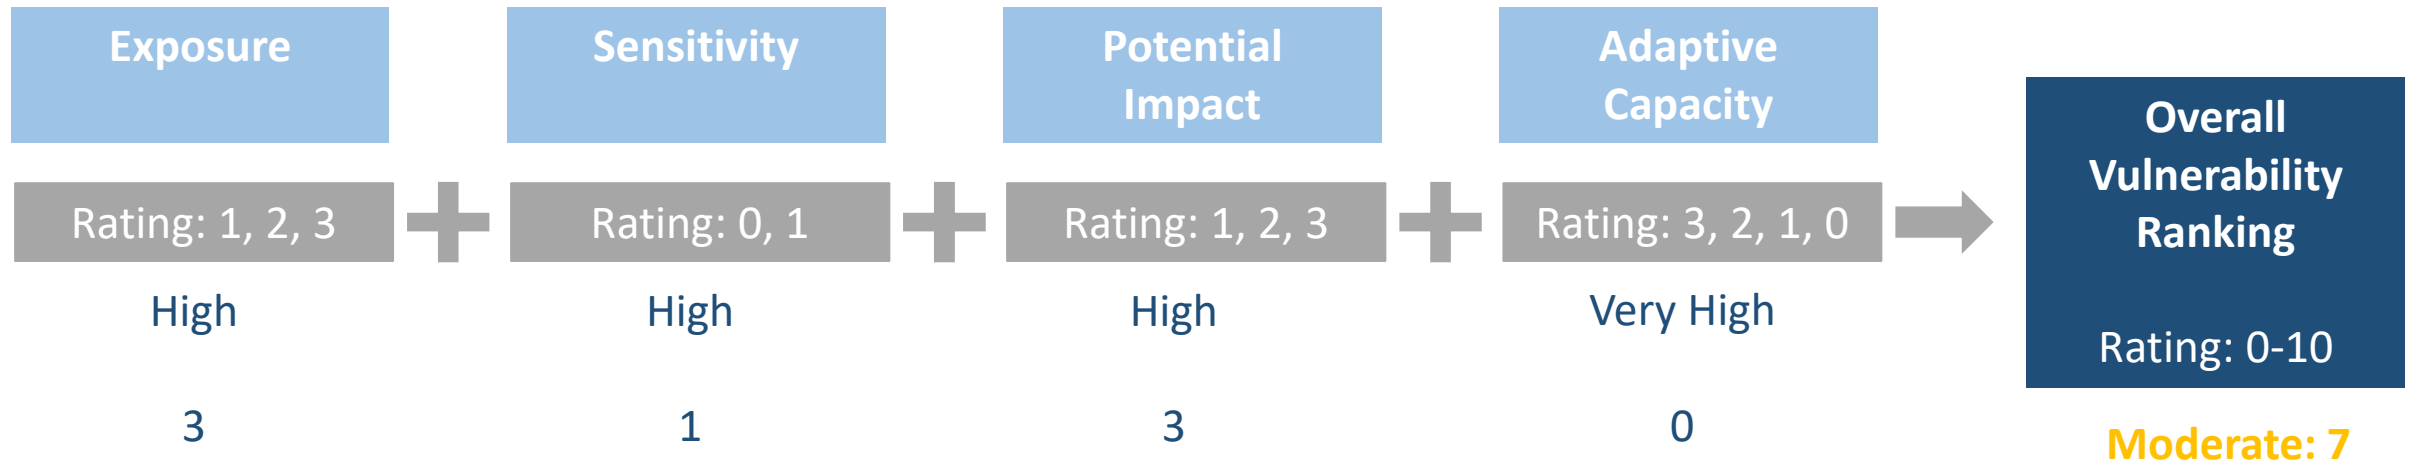 Exposure
Sensitivity
Potential
Impact
Adaptive
Capacity
Rating: 1, 2, 3
Rating: 0, 1
Rating: 1, 2, 3
Rating: 3, 2, 1, 0
High
High
High
Very High
3
1
3
0
Overall
Vulnerability
Ranking
Rating: 0-10
Moderate: 7